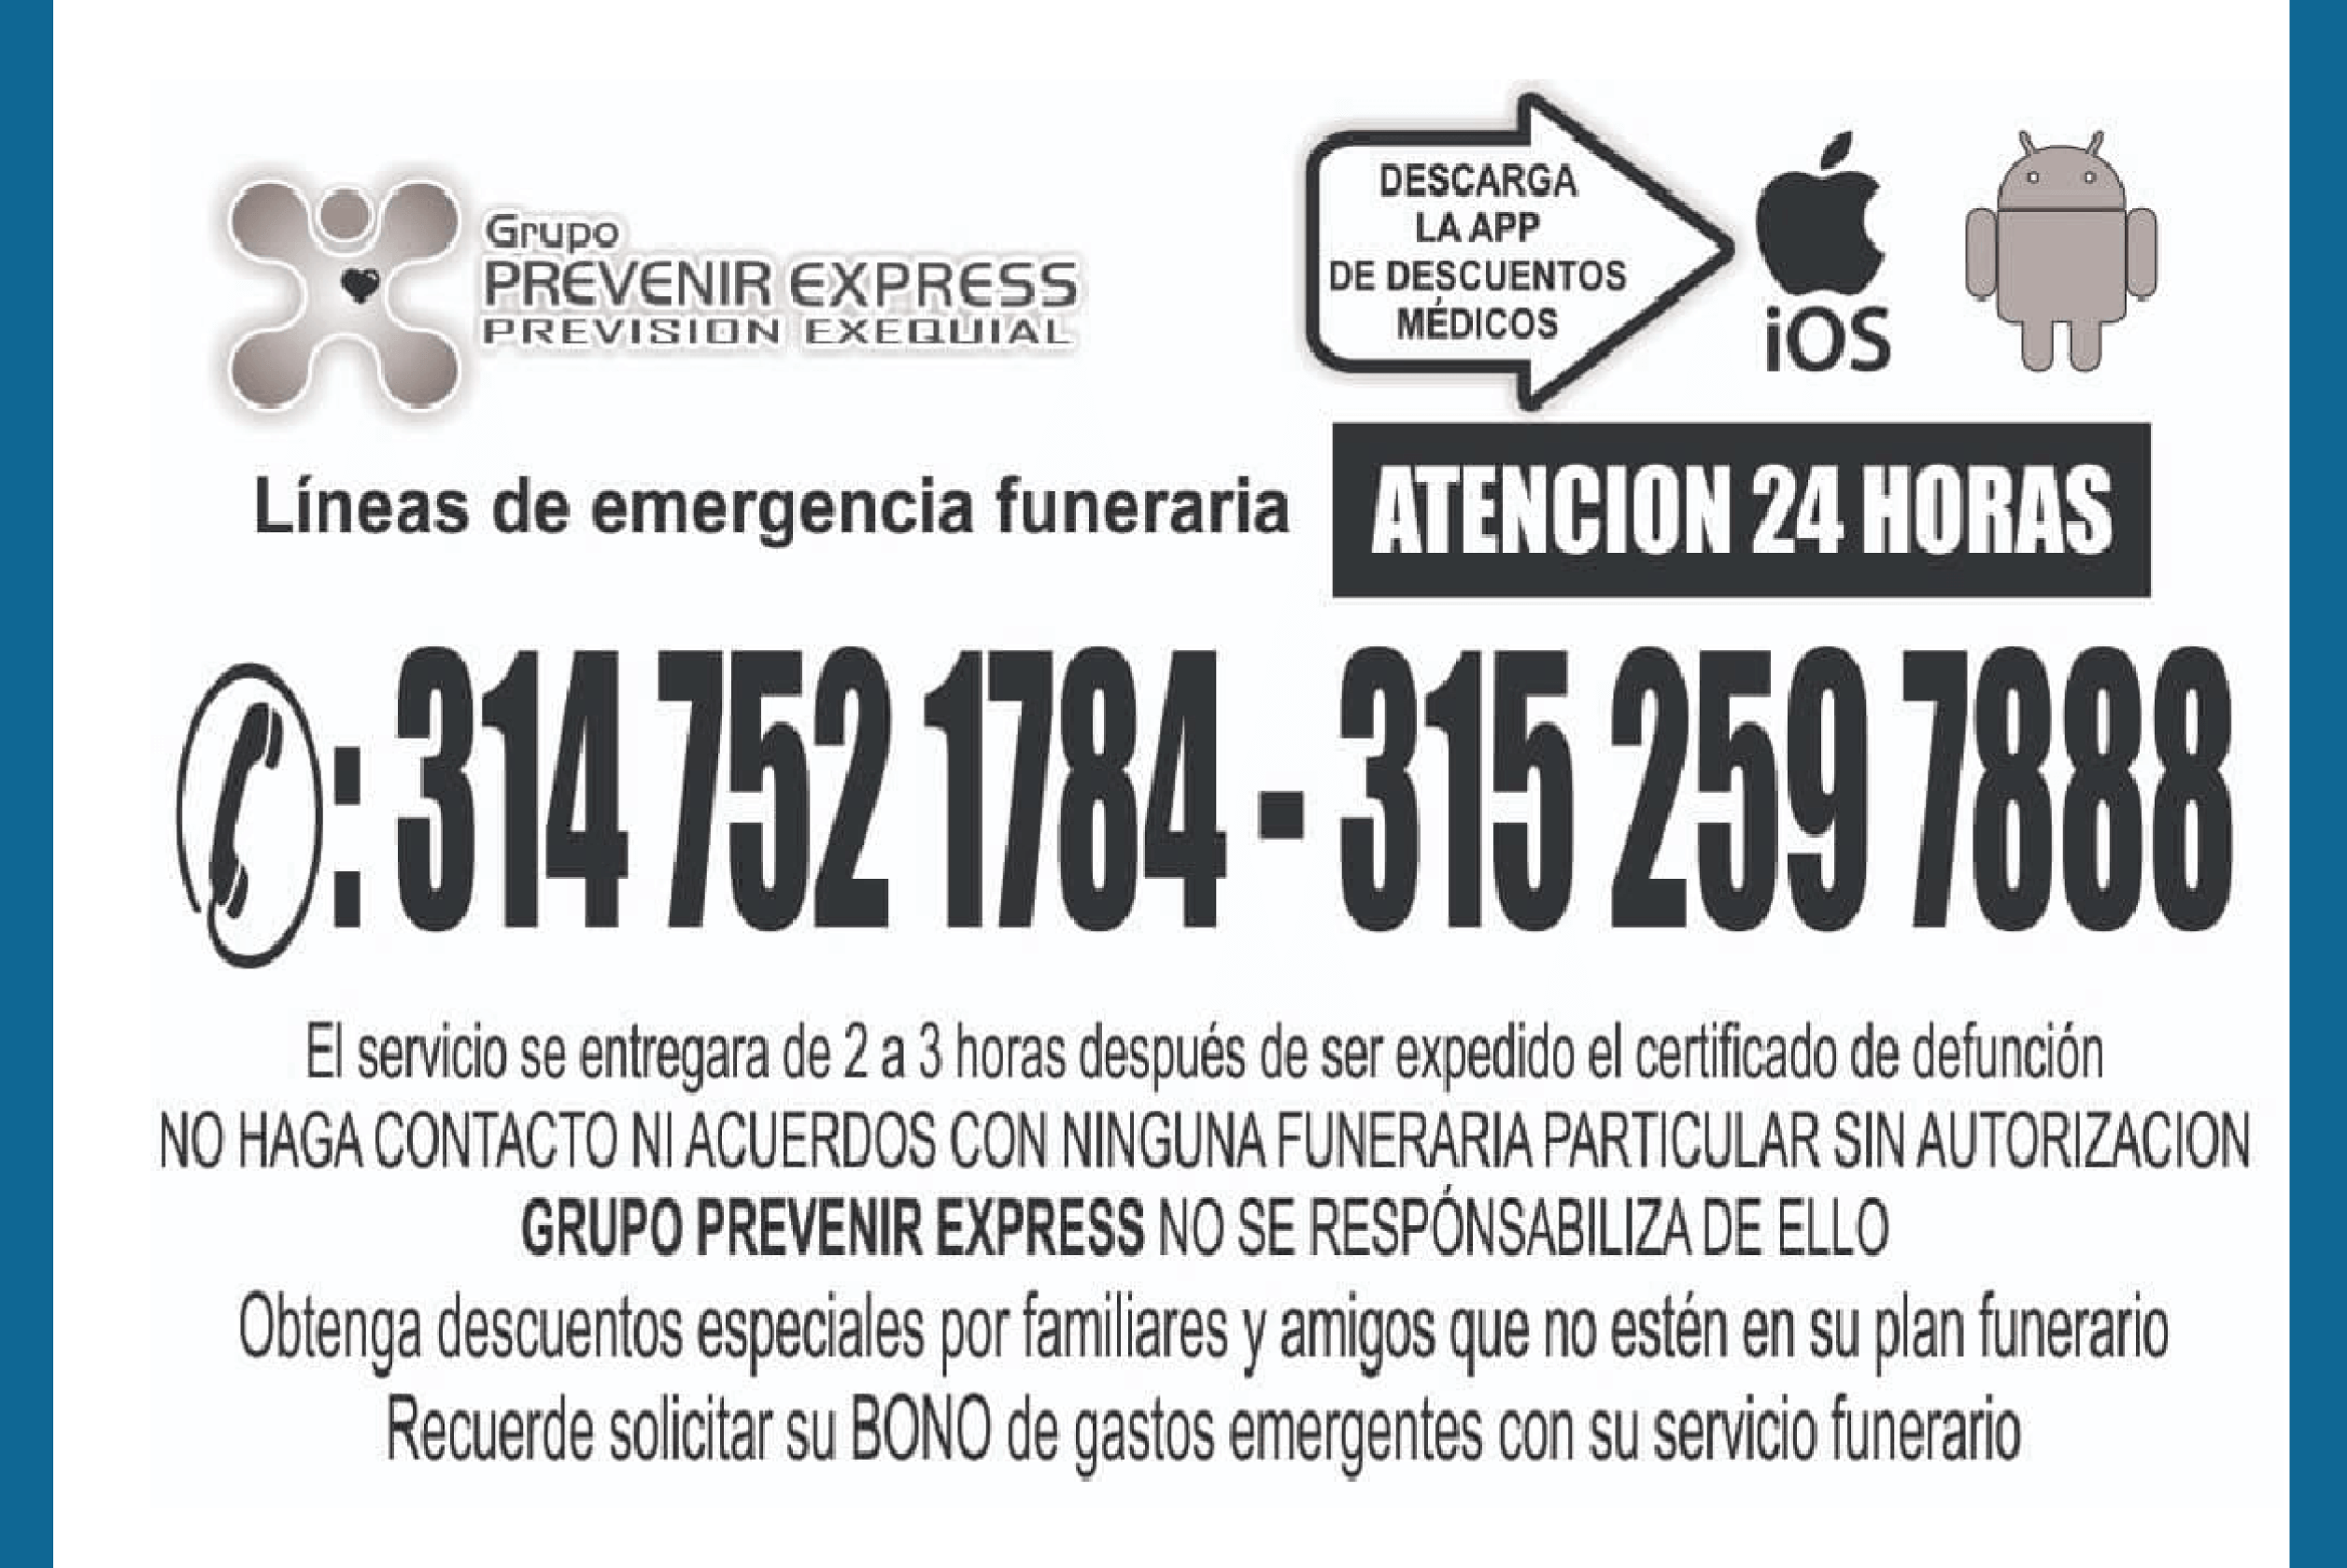 Grupo
PREVENIR EXPRESS
PREVISION EXEQUIAL
DESCARGA
LA APP
DE DESCUENTOS
MÉDICOS
iOS
Líneas de emergencia funeraria
ATENCION 24 HORAS
: 314 752 1784 - 315 259 7888
El servicio se entregara de 2 a 3 horas después de ser expedido el certificado de defunción
NO HAGA CONTACTO NI ACUERDOS CON NINGUNA FUNERARIA PARTICULAR SIN AUTORIZACION
GRUPO PREVENIR EXPRESS NO SE RESPÓNSABILIZA DE ELLO
Obtenga descuentos especiales por familiares y amigos que no estén en su plan funerario
Recuerde solicitar su BONO de gastos emergentes con su servicio funerario